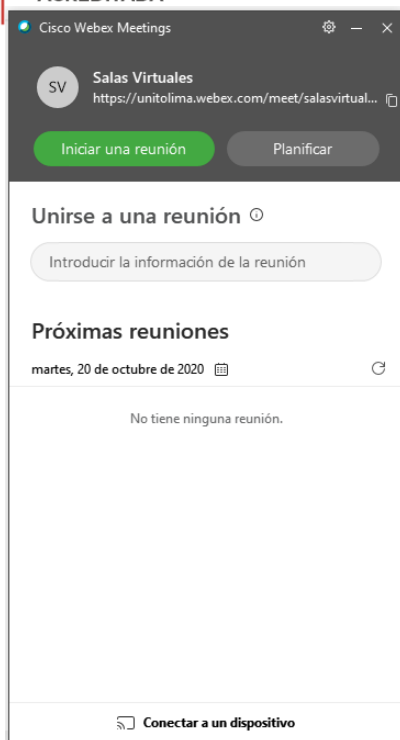 Cisco Webex Meetings
SV
Salas Virtuales
https://unitolima.webex.com/meet/salasvirtual...
Iniciar una reunión
Planificar
Unirse a una reunión
Introducir la información de la reunión
Próximas reuniones
martes, 20 de octubre de 2020
No tiene ninguna reunión.
Conectar a un dispositivo